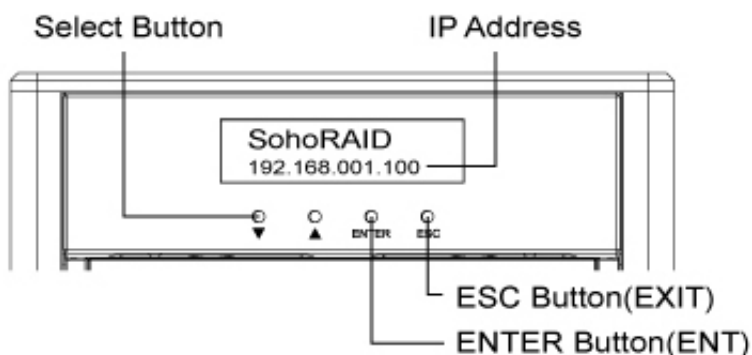 Select Button
IP Address
SohoRAID
192.168.001.100
▼ ▲ ENTER ESC
ESC Button(EXIT)
ENTER Button(ENT)